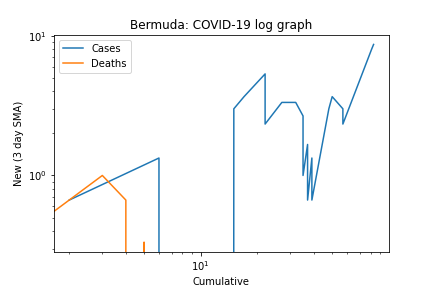 Bermuda: COVID-19 log graph
Cases
Deaths
10¹
10⁰
New (3 day SMA)
10¹
Cumulative